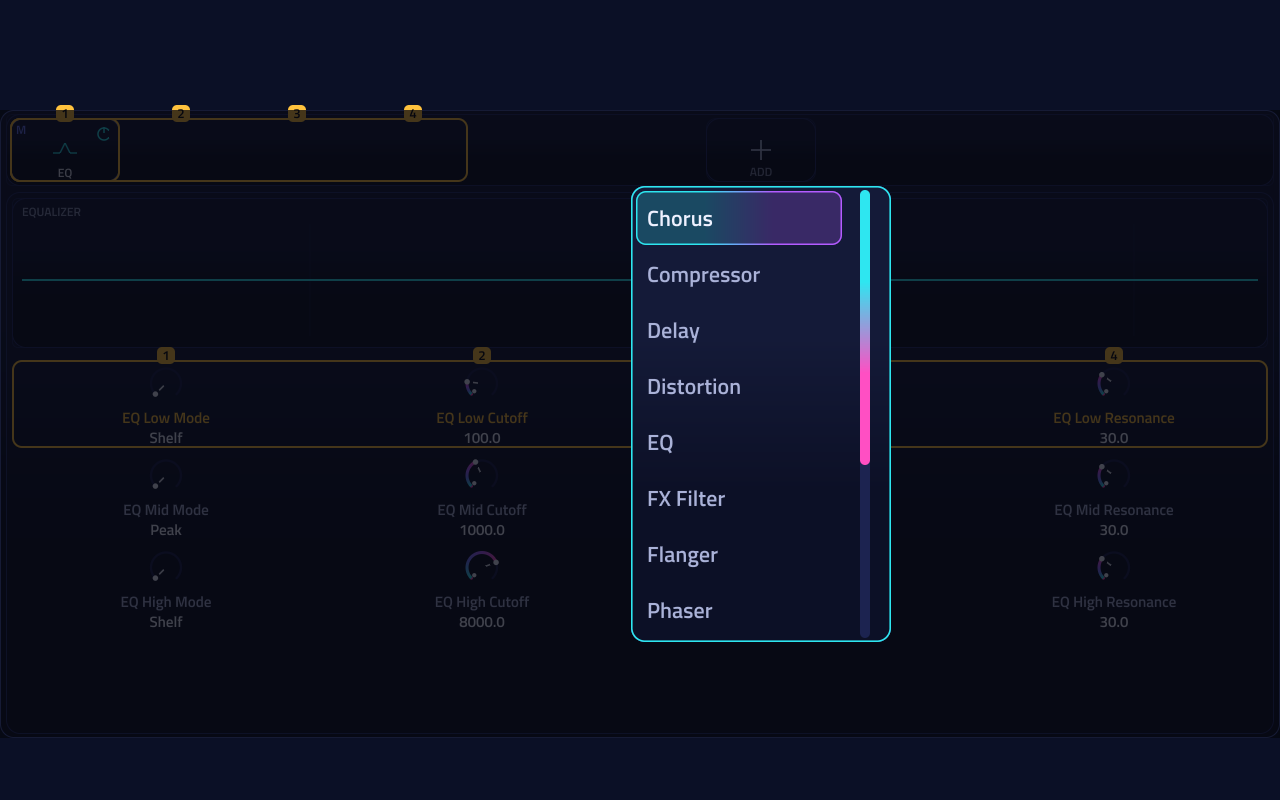 1 2 3 4
M
EQ
ADD
EQUALIZER
Chorus
Compressor
Delay
Distortion
EQ
FX Filter
Flanger
Phaser
1 2 4
EQ Low Mode EQ Low Cutoff EQ Low Resonance
Shelf 100.0 30.0
EQ Mid Mode EQ Mid Cutoff EQ Mid Resonance
Peak 1000.0 30.0
EQ High Mode EQ High Cutoff EQ High Resonance
Shelf 8000.0 30.0